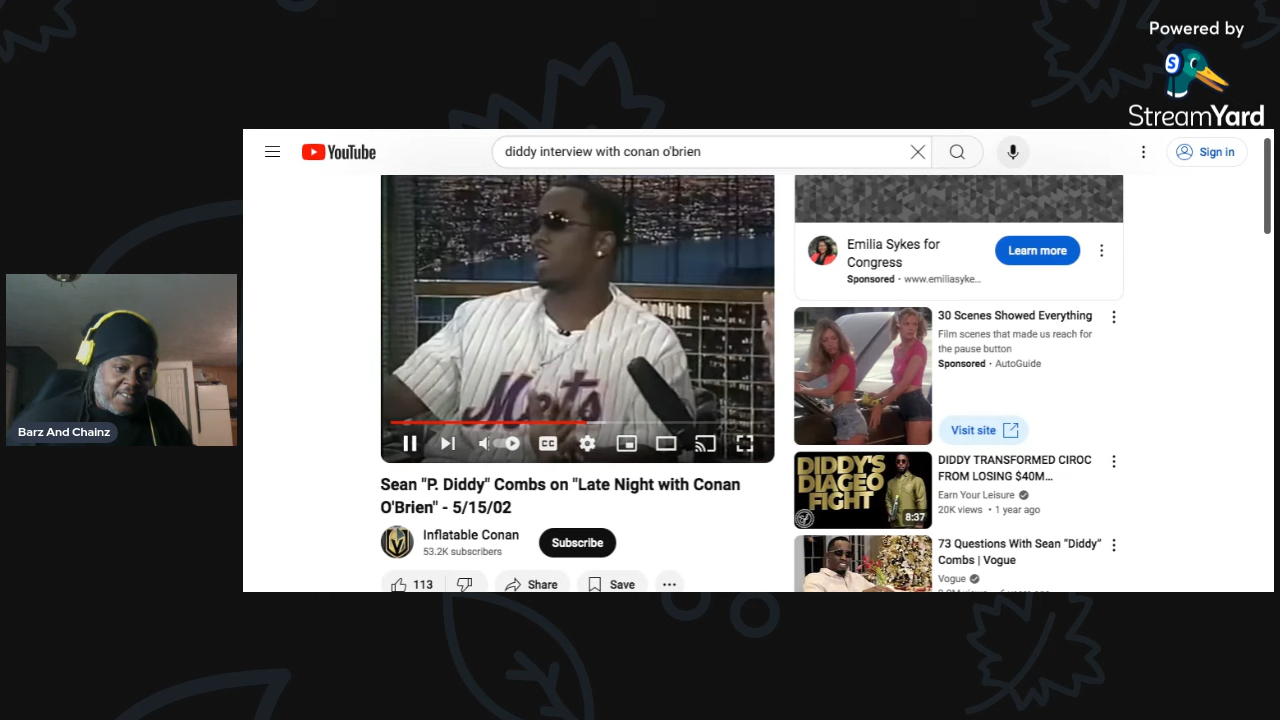 Powered by
S
StreamYard
YouTube
diddy interview with conan o'brien
Sign in
Night
Mets
CC
Emilia Sykes for
Congress
Sponsored · www.emiliasyke...
Learn more
30 Scenes Showed Everything
Film scenes that made us reach for
the pause button
Sponsored · AutoGuide
Visit site
Barz And Chainz
DIDDY'S
DIAGEO
FIGHT
8:37
DIDDY TRANSFORMED CIROC
FROM LOSING $40M...
Earn Your Leisure
20K views • 1 year ago
Sean "P. Diddy" Combs on "Late Night with Conan
O'Brien" - 5/15/02
Inflatable Conan
53.2K subscribers
Subscribe
73 Questions With Sean "Diddy"
Combs | Vogue
Vogue
113
Share
Save